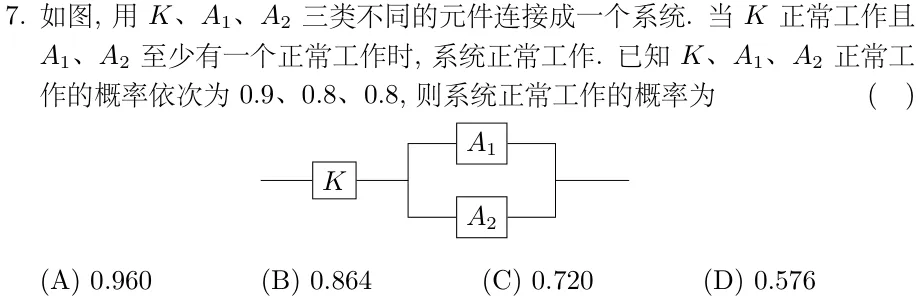 7. 如图, 用 K、A₁、A₂ 三类不同的元件连接成一个系统. 当 K 正常工作且
A₁、A₂ 至少有一个正常工作时, 系统正常工作. 已知 K、A₁、A₂ 正常工
作的概率依次为 0.9、0.8、0.8, 则系统正常工作的概率为 ( )
A₁
K
A₂
(A) 0.960 (B) 0.864 (C) 0.720 (D) 0.576